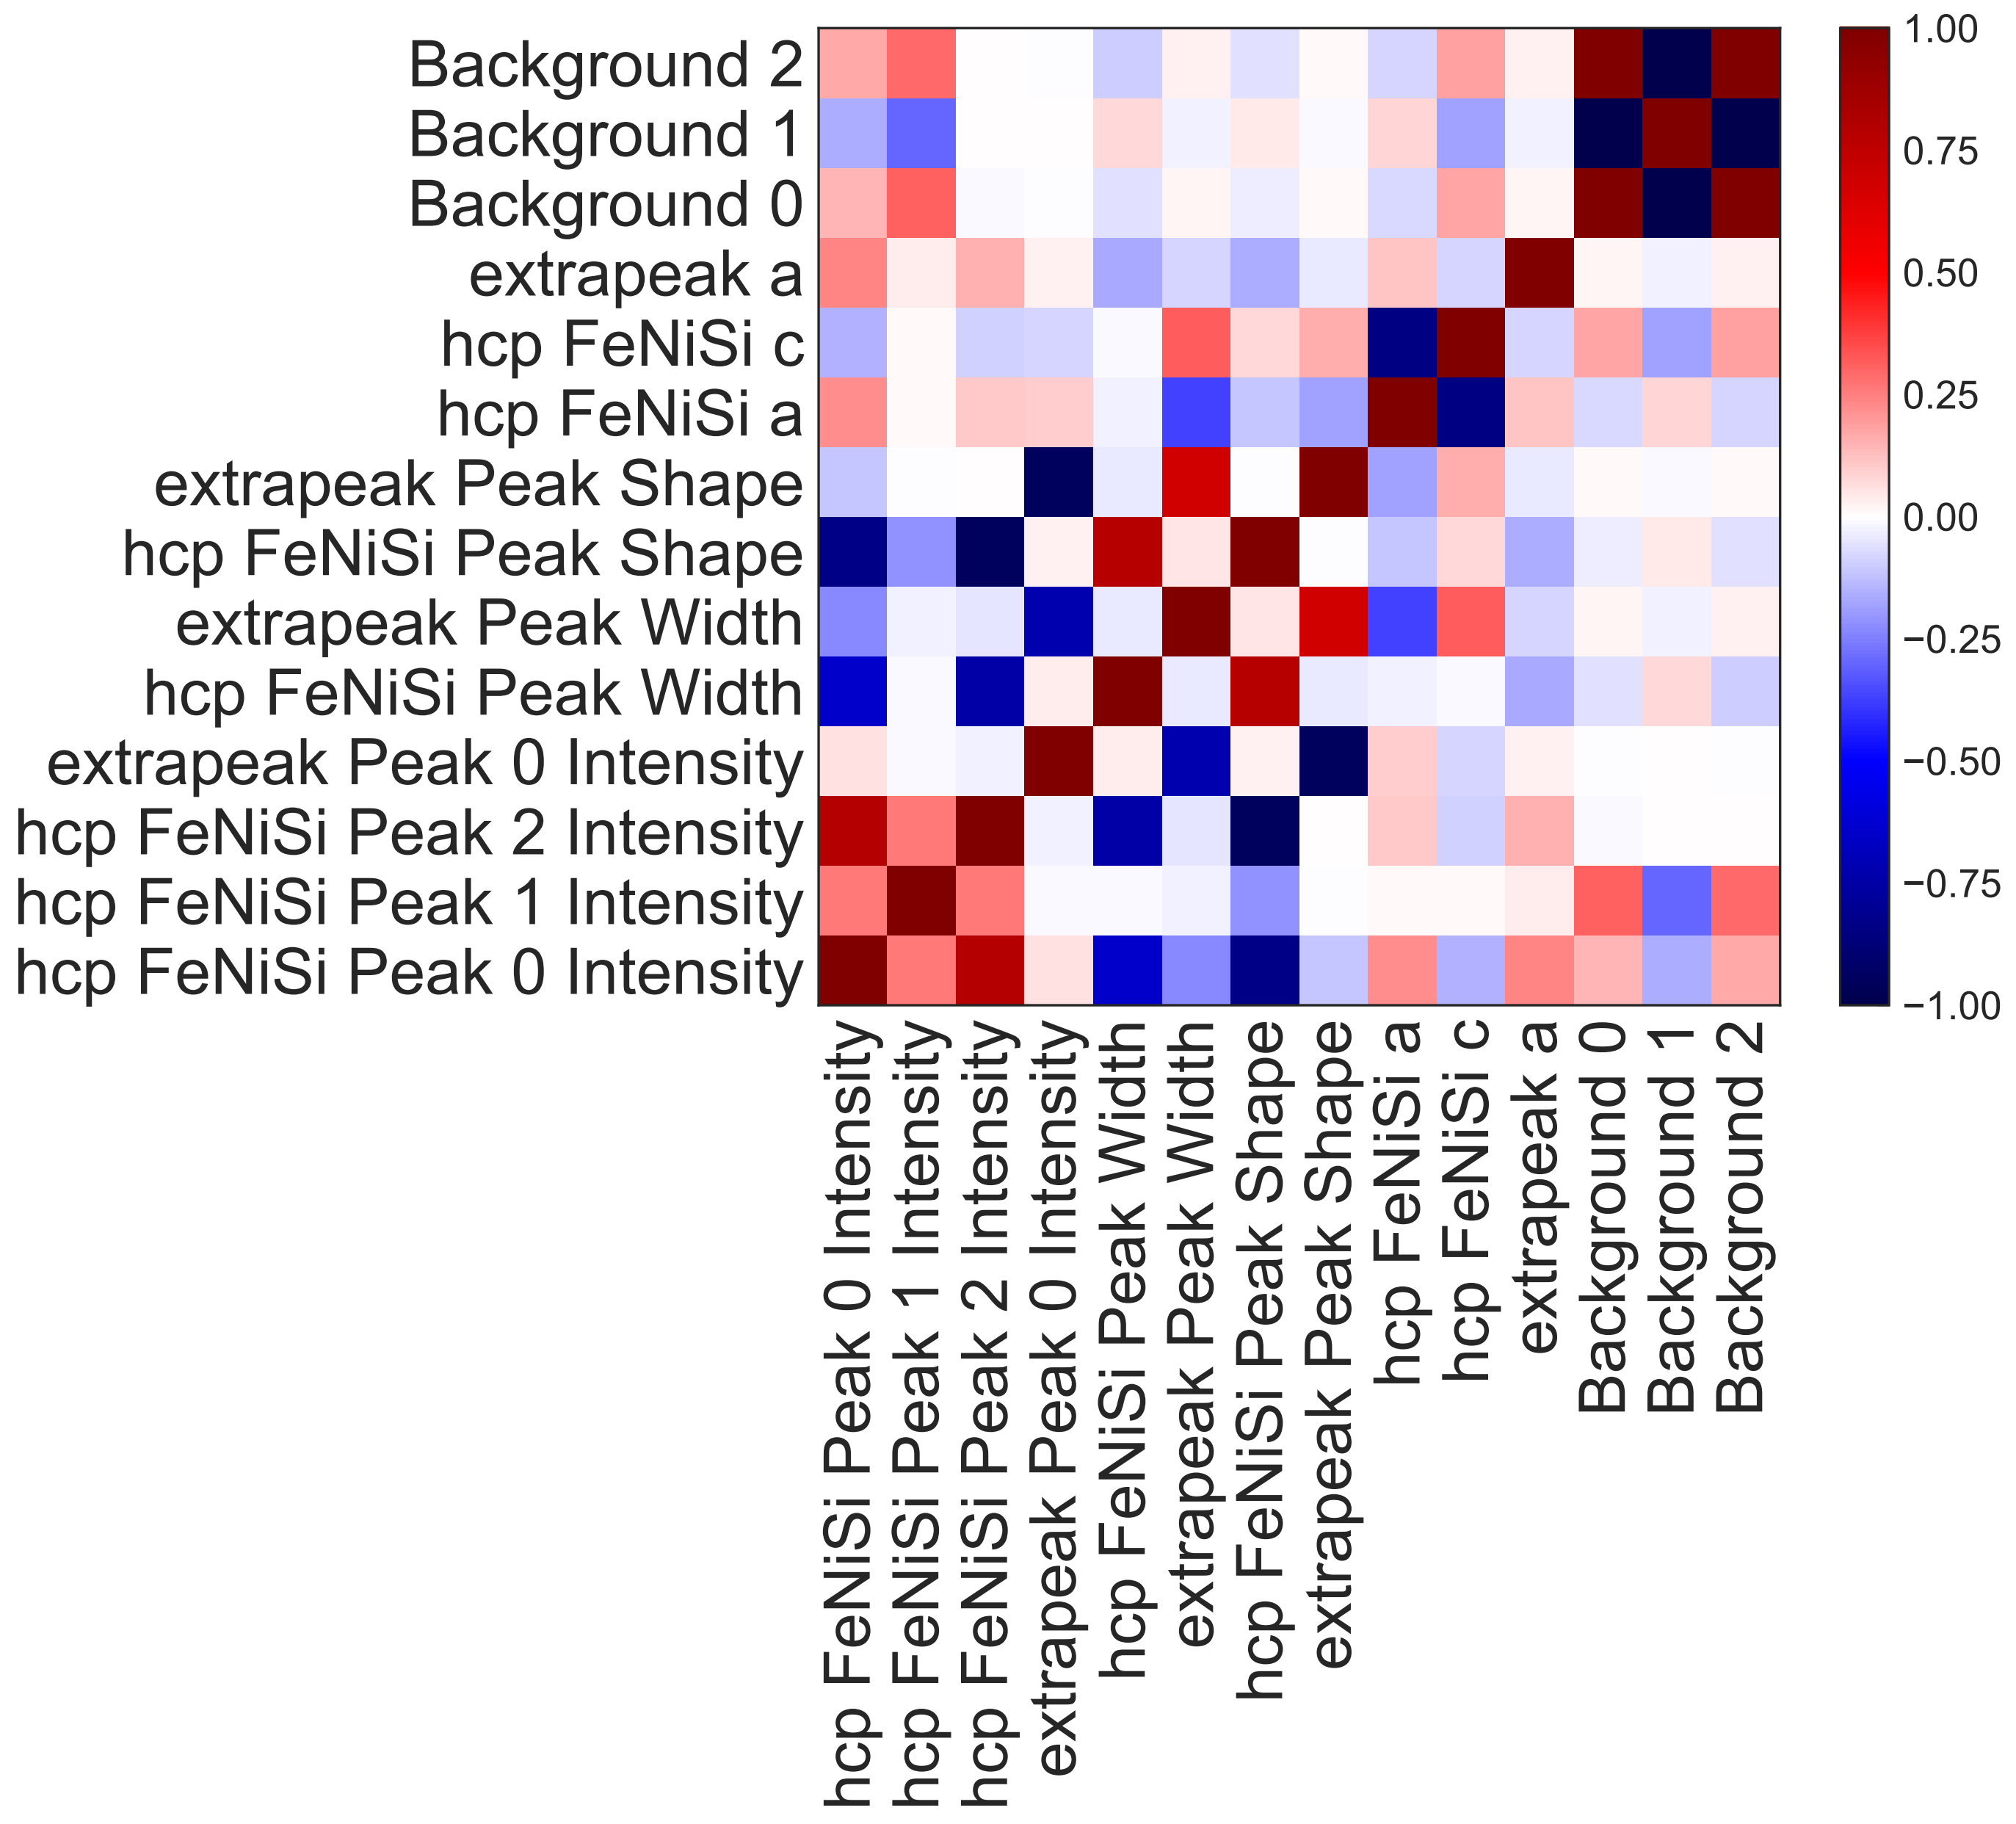 Background 2
Background 1
Background 0
extrapeak a
hcp FeNiSi c
hcp FeNiSi a
extrapeak Peak Shape
hcp FeNiSi Peak Shape
extrapeak Peak Width
hcp FeNiSi Peak Width
extrapeak Peak 0 Intensity
hcp FeNiSi Peak 2 Intensity
hcp FeNiSi Peak 1 Intensity
hcp FeNiSi Peak 0 Intensity
hcp FeNiSi Peak 0 Intensity
hcp FeNiSi Peak 1 Intensity
hcp FeNiSi Peak 2 Intensity
extrapeak Peak 0 Intensity
hcp FeNiSi Peak Width
extrapeak Peak Width
hcp FeNiSi Peak Shape
extrapeak Peak Shape
hcp FeNiSi a
hcp FeNiSi c
extrapeak a
Background 0
Background 1
Background 2
1.00
0.75
0.50
0.25
0.00
−0.25
−0.50
−0.75
−1.00